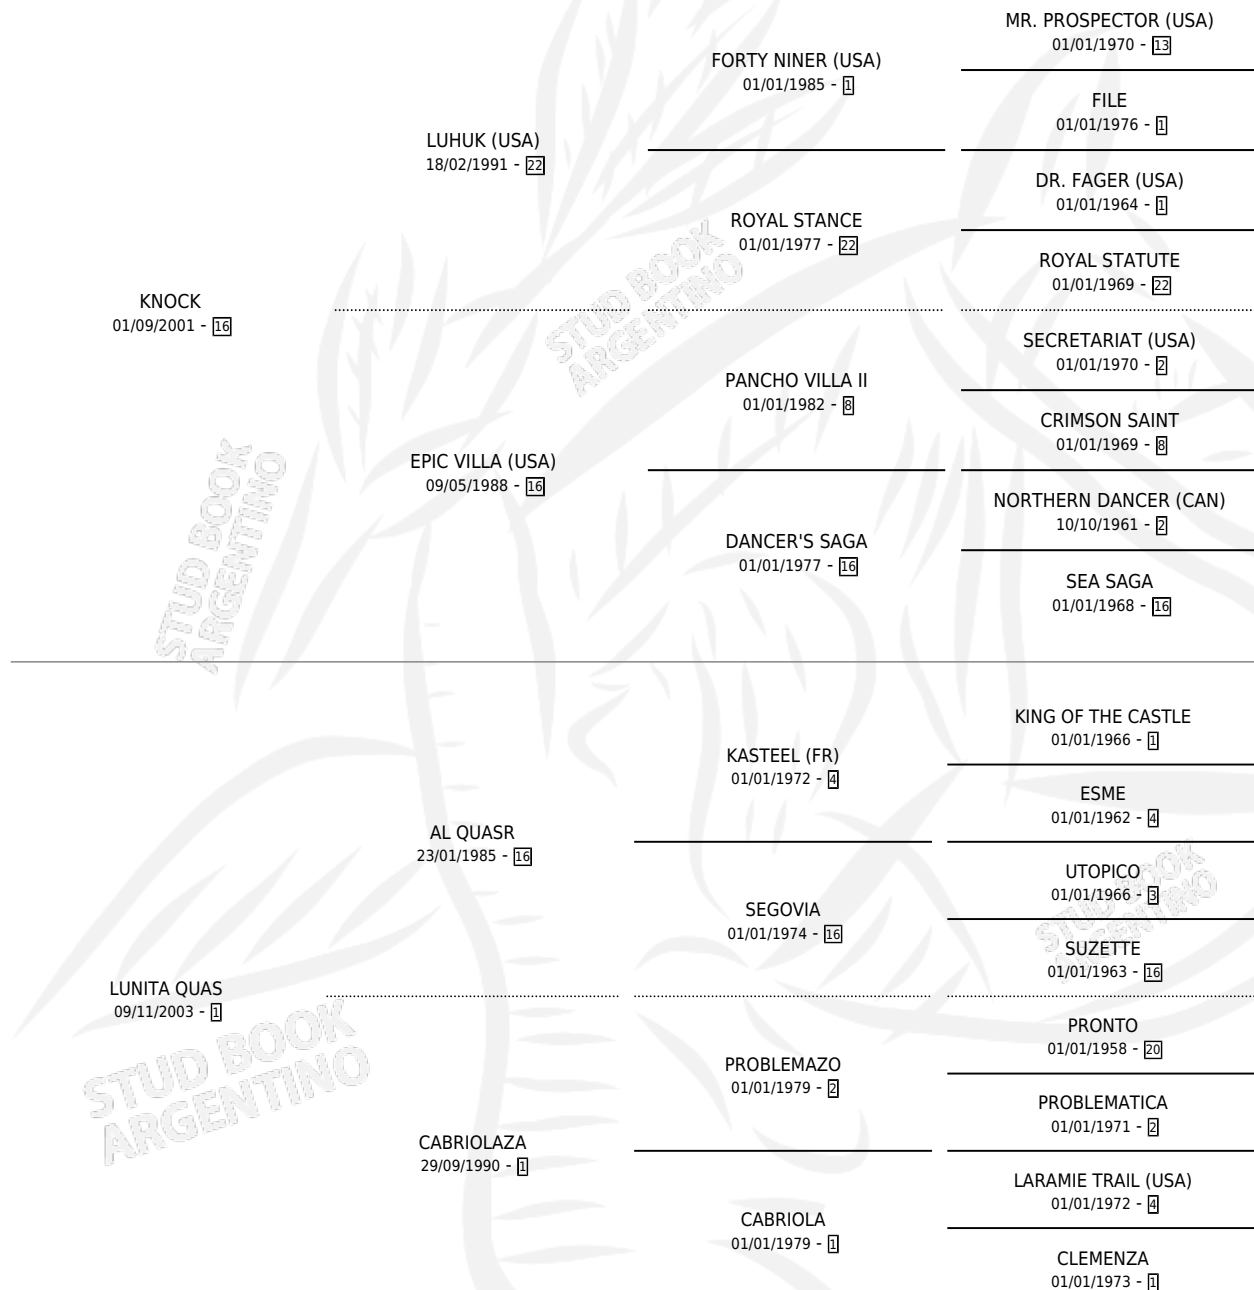 MR. PROSPECTOR (USA)
01/01/1970 - 13
FORTY NINER (USA)
01/01/1985 - 1
FILE
01/01/1976 - 1
LUHUK (USA)
18/02/1991 - 22
DR. FAGER (USA)
01/01/1964 - 1
ROYAL STANCE
01/01/1977 - 22
ROYAL STATUTE
01/01/1969 - 22
KNOCK
01/09/2001 - 16
STUD BOOK
ARGENTINO
SECRETARIAT (USA)
01/01/1970 - 2
PANCHO VILLA II
01/01/1982 - 8
CRIMSON SAINT
01/01/1969 - 8
EPIC VILLA (USA)
09/05/1988 - 16
NORTHERN DANCER (CAN)
10/10/1961 - 2
DANCER'S SAGA
01/01/1977 - 16
SEA SAGA
01/01/1968 - 16
STUD BOOK
ARGENTINO
KING OF THE CASTLE
01/01/1966 - 1
KASTEEL (FR)
01/01/1972 - 4
ESME
01/01/1962 - 4
AL QUASR
23/01/1985 - 16
UTOPICO
01/01/1966 - 3
SEGOVIA
01/01/1974 - 16
SUZETTE
01/01/1963 - 16
STUD BOOK
ARGENTINO
LUNITA QUAS
09/11/2003 - 1
STUD BOOK
ARGENTINO
PRONTO
01/01/1958 - 20
PROBLEMAZO
01/01/1979 - 2
PROBLEMATICA
01/01/1971 - 2
CABRIOLAZA
29/09/1990 - 1
LARAMIE TRAIL (USA)
01/01/1972 - 4
CABRIOLA
01/01/1979 - 1
CLEMENZA
01/01/1973 - 1